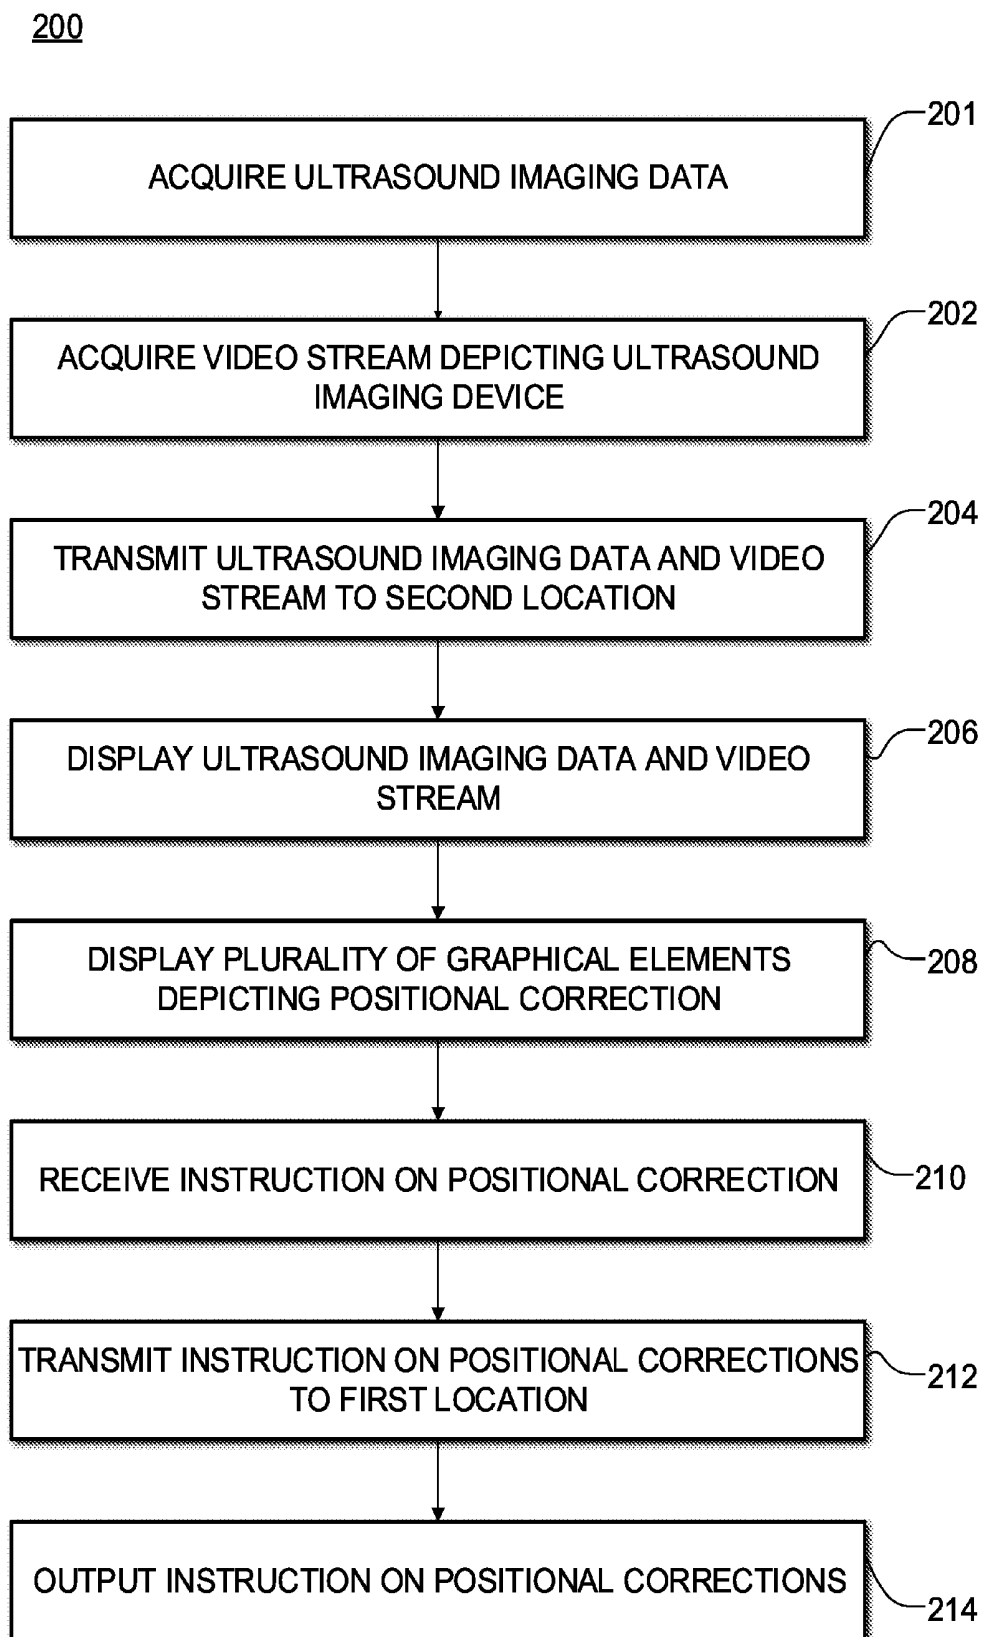 200
201
ACQUIRE ULTRASOUND IMAGING DATA
202
ACQUIRE VIDEO STREAM DEPICTING ULTRASOUND
IMAGING DEVICE
204
TRANSMIT ULTRASOUND IMAGING DATA AND VIDEO
STREAM TO SECOND LOCATION
206
DISPLAY ULTRASOUND IMAGING DATA AND VIDEO
STREAM
208
DISPLAY PLURALITY OF GRAPHICAL ELEMENTS
DEPICTING POSITIONAL CORRECTION
210
RECEIVE INSTRUCTION ON POSITIONAL CORRECTION
212
TRANSMIT INSTRUCTION ON POSITIONAL CORRECTIONS
TO FIRST LOCATION
OUTPUT INSTRUCTION ON POSITIONAL CORRECTIONS
214